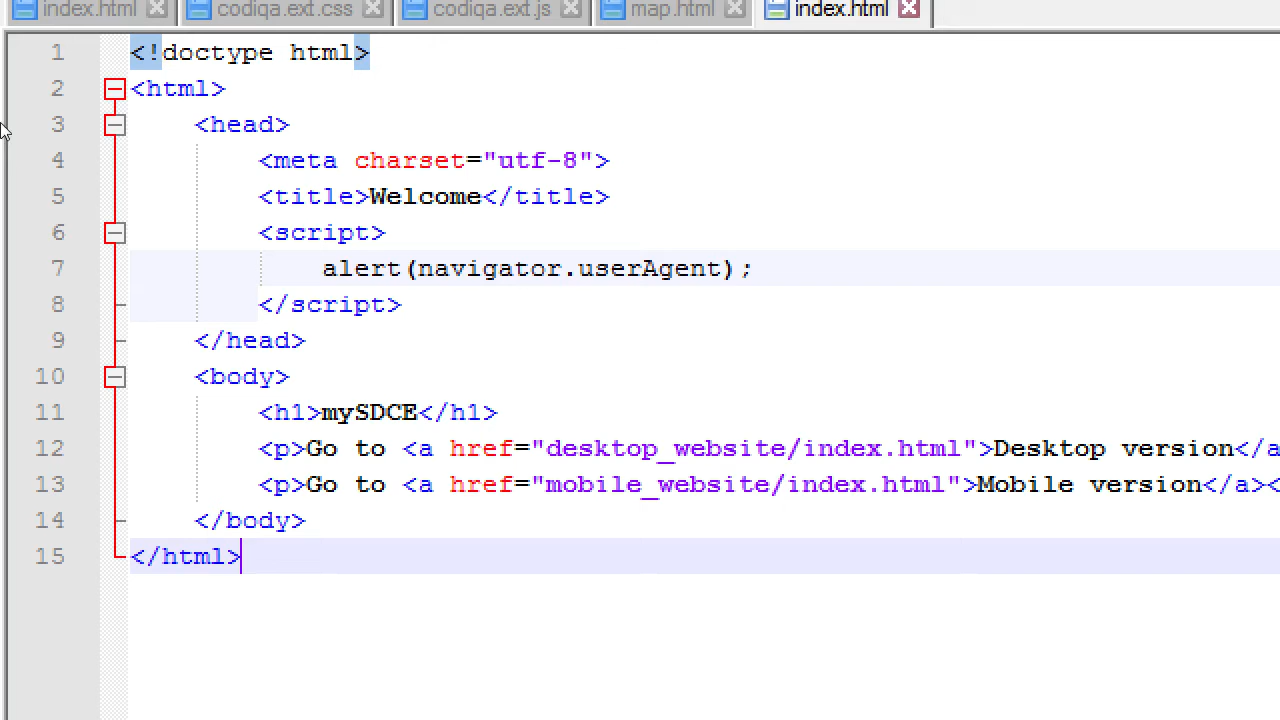 index.html codiqa.ext.css codiqa.ext.js map.html index.html
1 <!doctype html>
2 <html>
3 <head>
4 <meta charset="utf-8">
5 <title>Welcome</title>
6 <script>
7 alert(navigator.userAgent);
8 </script>
9 </head>
10 <body>
11 <h1>mySDCE</h1>
12 <p>Go to <a href="desktop_website/index.html">Desktop version</a
13 <p>Go to <a href="mobile_website/index.html">Mobile version</a><
14 </body>
15 </html>